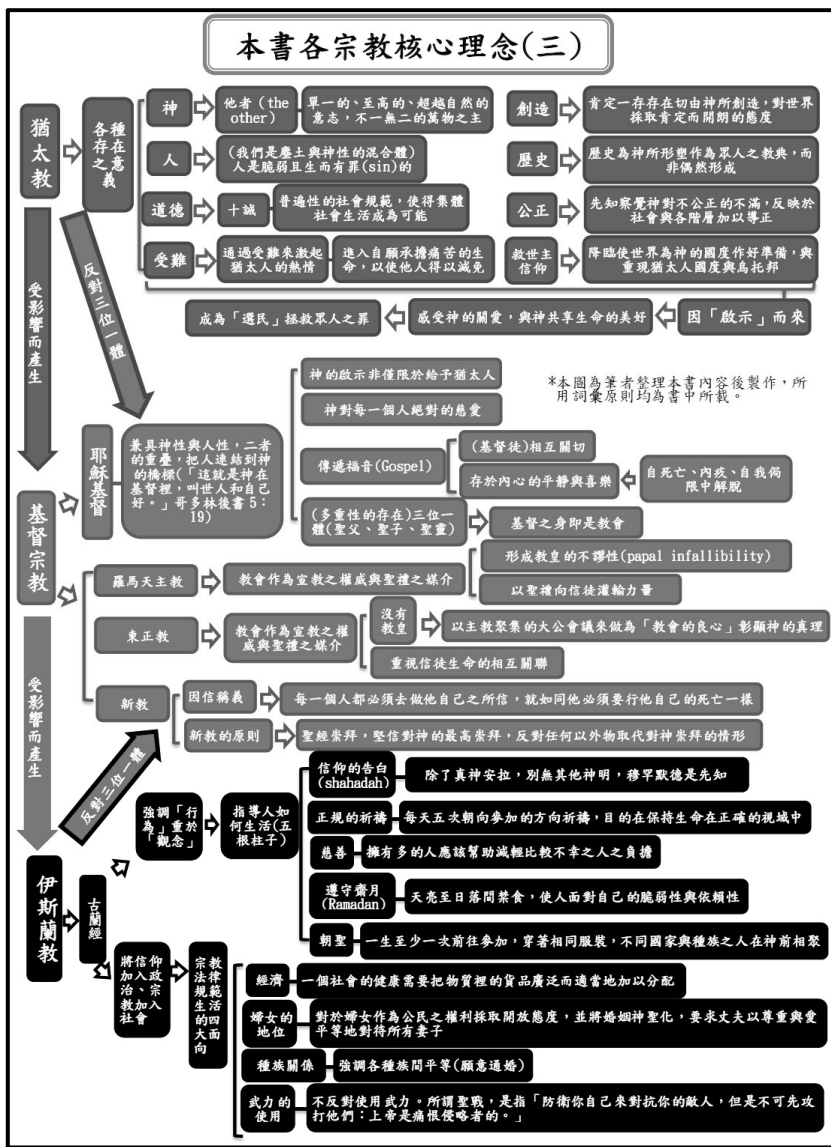 本書各宗教核心理念(三)
猶太教
各種存在之意義
神
他者(the
other)
單一的、至高的、超越自然的
意志,不一無二的萬物之主
人
(我們是塵土與神性的混合體)
人是脆弱且生而有罪(sin)的
道德
十誡
普遍性的社會規範,使得集體
社會生活成為可能
受難
通過受難來激起
猶太人的熱情
進入自願承擔痛苦的生
命,以使他人得以減免
創造
肯定一存存在切由神所創造,對世界
採取肯定而開朗的態度
歷史
歷史為神所形塑作為眾人之教典,而
非偶然形成
公正
先知察覺神對不公正的不滿,反映於
社會與各階層加以導正
救世主
信仰
降臨使世界為神的國度作好準備,與
重現猶太人國度與烏托邦
因「啟示」而來
感受神的關愛,與神共享生命的美好
成為「選民」拯救眾人之罪
受影響而產生
反對三位一體
*本圖為筆者整理本書內容後製作,所
用詞彙原則均為書中所載。
基督宗教
耶穌基督
兼具神性與人性,二者
的重疊,把人連結到神
的橋樑(「這就是神在
基督裡,叫世人和自己
好。」哥多林後書5:
19)
神的啟示非僅限於給予猶太人
神對每一個人絕對的慈愛
傳遞福音(Gospel)
(基督徒)相互關切
存於內心的平靜與喜樂
自死亡、內疚、自我侷
限中解脫
(多重性的存在)三位一
體(聖父、聖子、聖靈)
基督之身即是教會
羅馬天主教
教會作為宣教之權威與聖禮之媒介
形成教皇的不謬性(papal infallibility)
以聖禮向信徒灌輸力量
東正教
教會作為宣教之權
威與聖禮之媒介
沒有
教皇
以主教聚集的大公會議來做為「教會的良心」彰顯神的真理
重視信徒生命的相互關聯
新教
因信稱義
每一個人都必須去做他自己之所信,就如同他必須要行他自己的死亡一樣
新教的原則
聖經崇拜,堅信對神的最高崇拜,反對任何以外物取代對神崇拜的情形
受影響而產生
反對三位一體
伊斯蘭教
古蘭經
強調「行
為」重於
「觀念」
指導人如
何生活(五
根柱子)
信仰的告白
(shahadah)
除了真神安拉,別無其他神明,穆罕默德是先知
正規的祈禱
每天五次朝向參加的方向祈禱,目的在保持生命在正確的視域中
慈善
擁有多的人應該幫助減輕比較不幸之人之負擔
遵守齋月
(Ramadan)
天亮至日落間禁食,使人面對自己的脆弱性與依賴性
朝聖
一生至少一次前往參加,穿著相同服裝,不同國家與種族之人在神前相聚
將信仰
加入政
治、宗
教加入
社會
教律範活四面
宗法規生的大向
經濟
一個社會的健康需要把物質裡的貨品廣泛而適當地加以分配
婦女的
地位
對於婦女作為公民之權利採取開放態度,並將婚姻神聖化,要求丈夫以尊重與愛
平等地對待所有妻子
種族關係
強調各種族間平等(願意通婚)
武力的
使用
不反對使用武力。所謂聖戰,是指「防衛你自己來對抗你的敵人,但是不可先攻
打他們:上帝是痛恨侵略者的。」